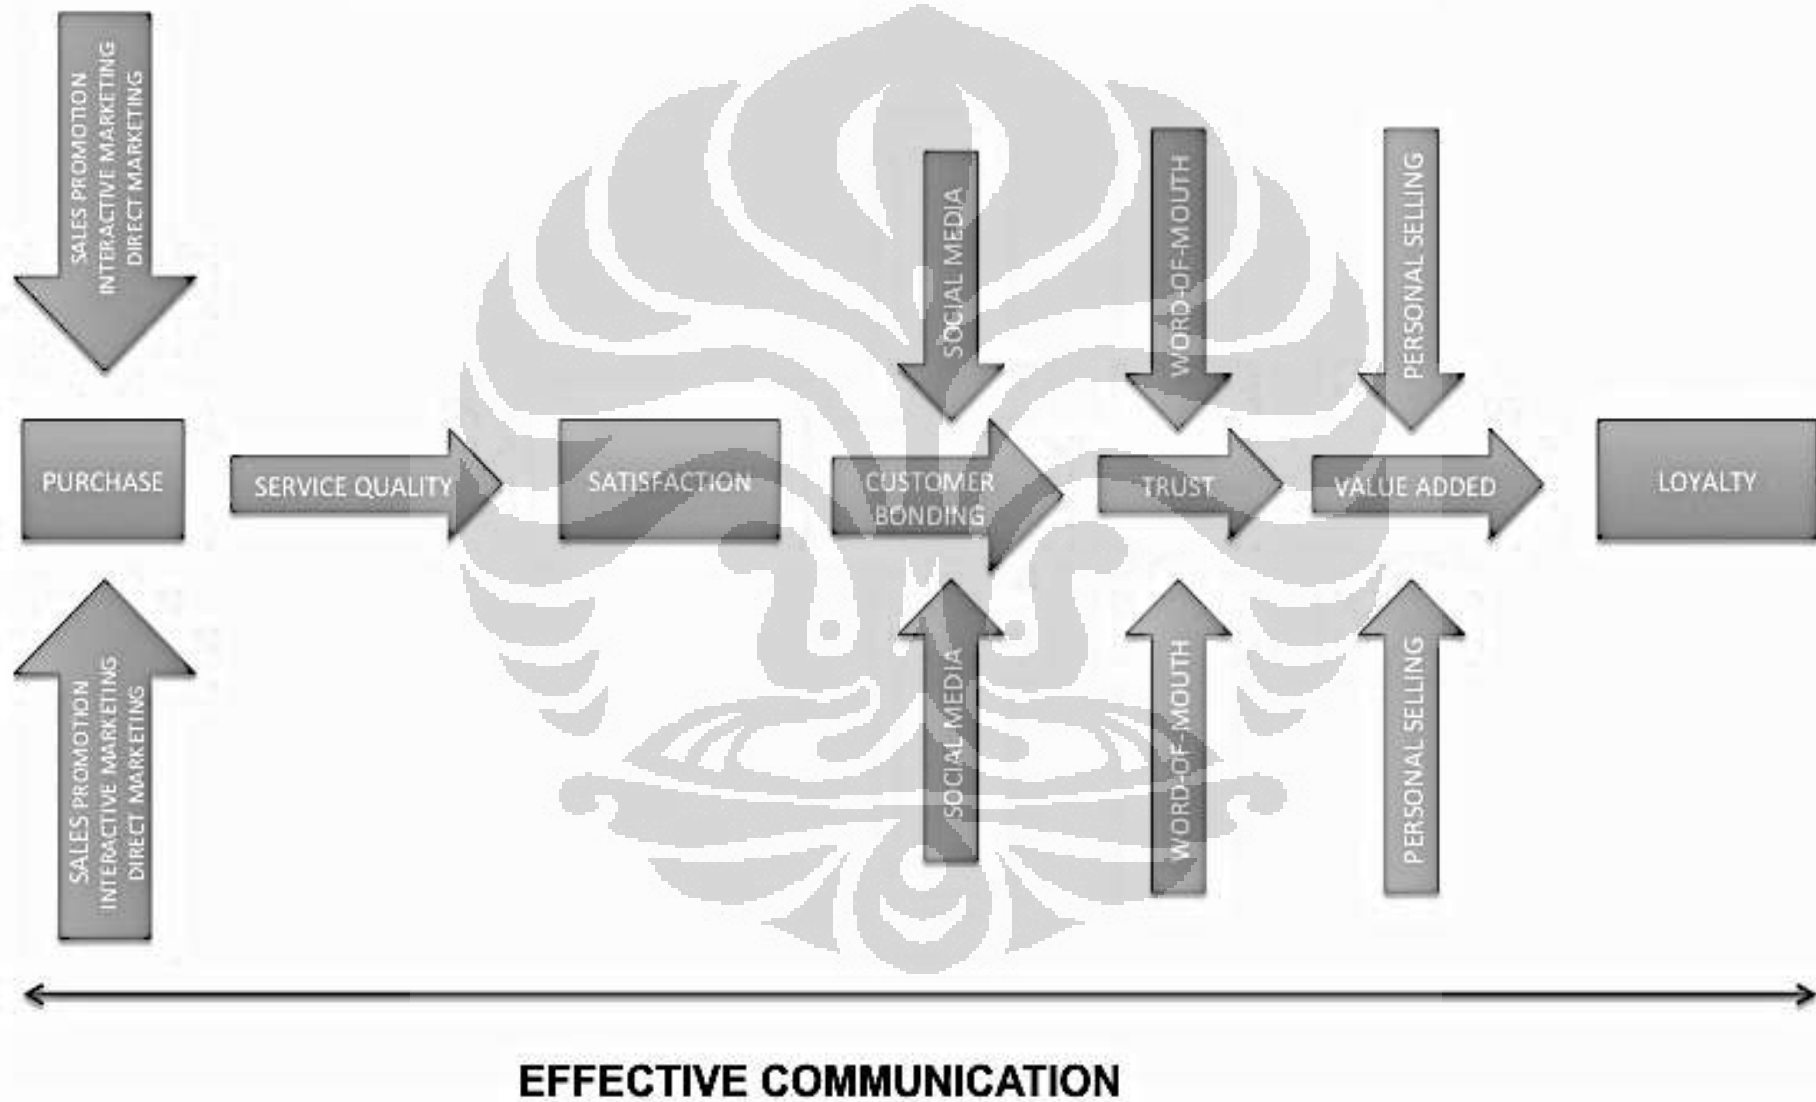 SALES PROMOTION
INTERACTIVE MARKETING
DIRECT MARKETING
SOCIAL MEDIA
WORD-OF-MOUTH
PERSONAL SELLING
PURCHASE
SERVICE QUALITY
SATISFACTION
CUSTOMER
BONDING
TRUST
VALUE ADDED
LOYALTY
SALES PROMOTION
INTERACTIVE MARKETING
DIRECT MARKETING
SOCIAL MEDIA
WORD-OF-MOUTH
PERSONAL SELLING
EFFECTIVE COMMUNICATION